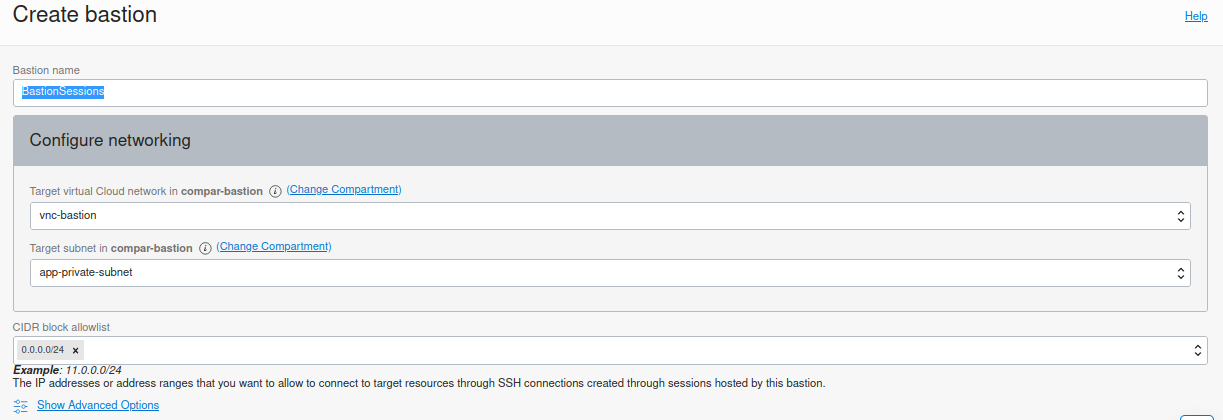 Create bastion
Help
Bastion name
BastionSessions
Configure networking
Target virtual Cloud network in compar-bastion i (Change Compartment)
vnc-bastion
Target subnet in compar-bastion i (Change Compartment)
app-private-subnet
CIDR block allowlist
0.0.0.0/24 ×
Example: 11.0.0.0/24
The IP addresses or address ranges that you want to allow to connect to target resources through SSH connections created through sessions hosted by this bastion.
Show Advanced Options